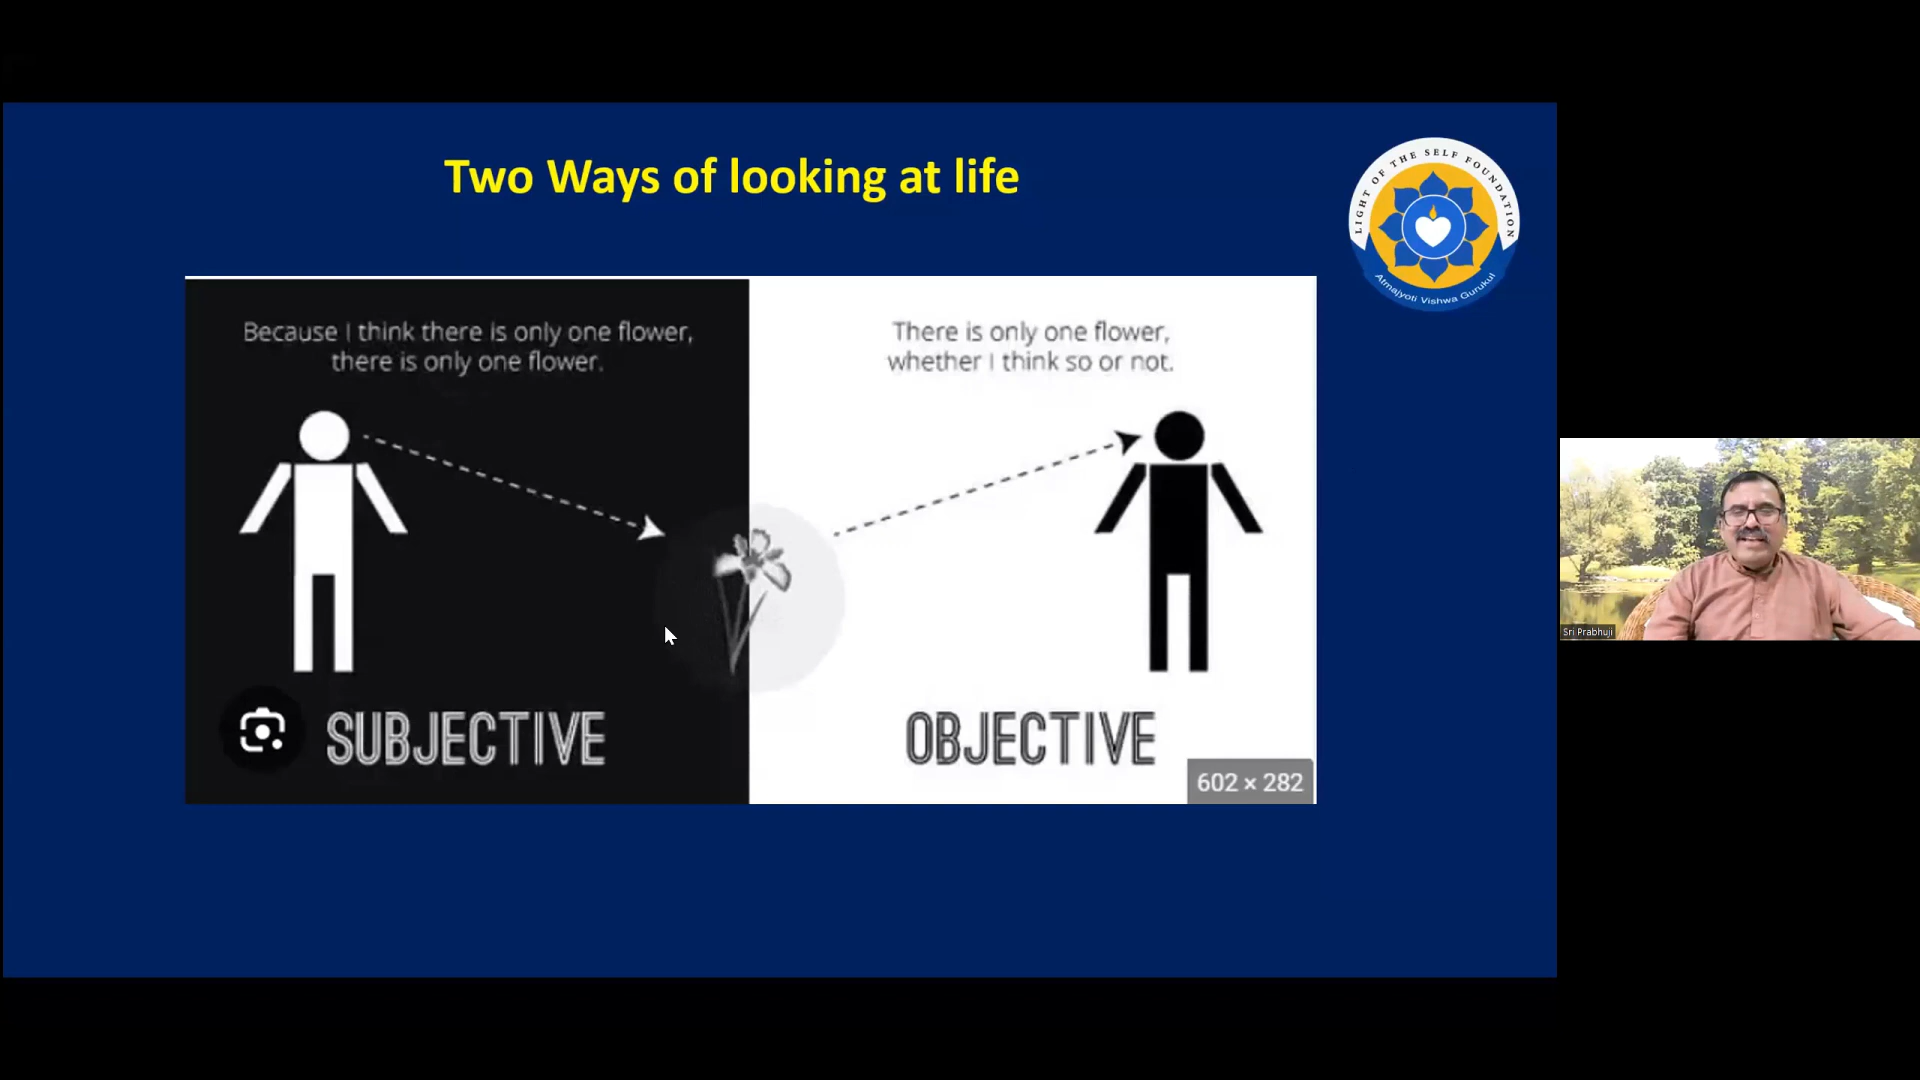 Two Ways of looking at life
LIGHT OF THE SELF FOUNDATION
Atmajyoti Vishwa Gurukul
Because I think there is only one flower,
there is only one flower.
There is only one flower,
whether I think so or not.
SUBJECTIVE
OBJECTIVE
602 × 282
Sri Prabhuji